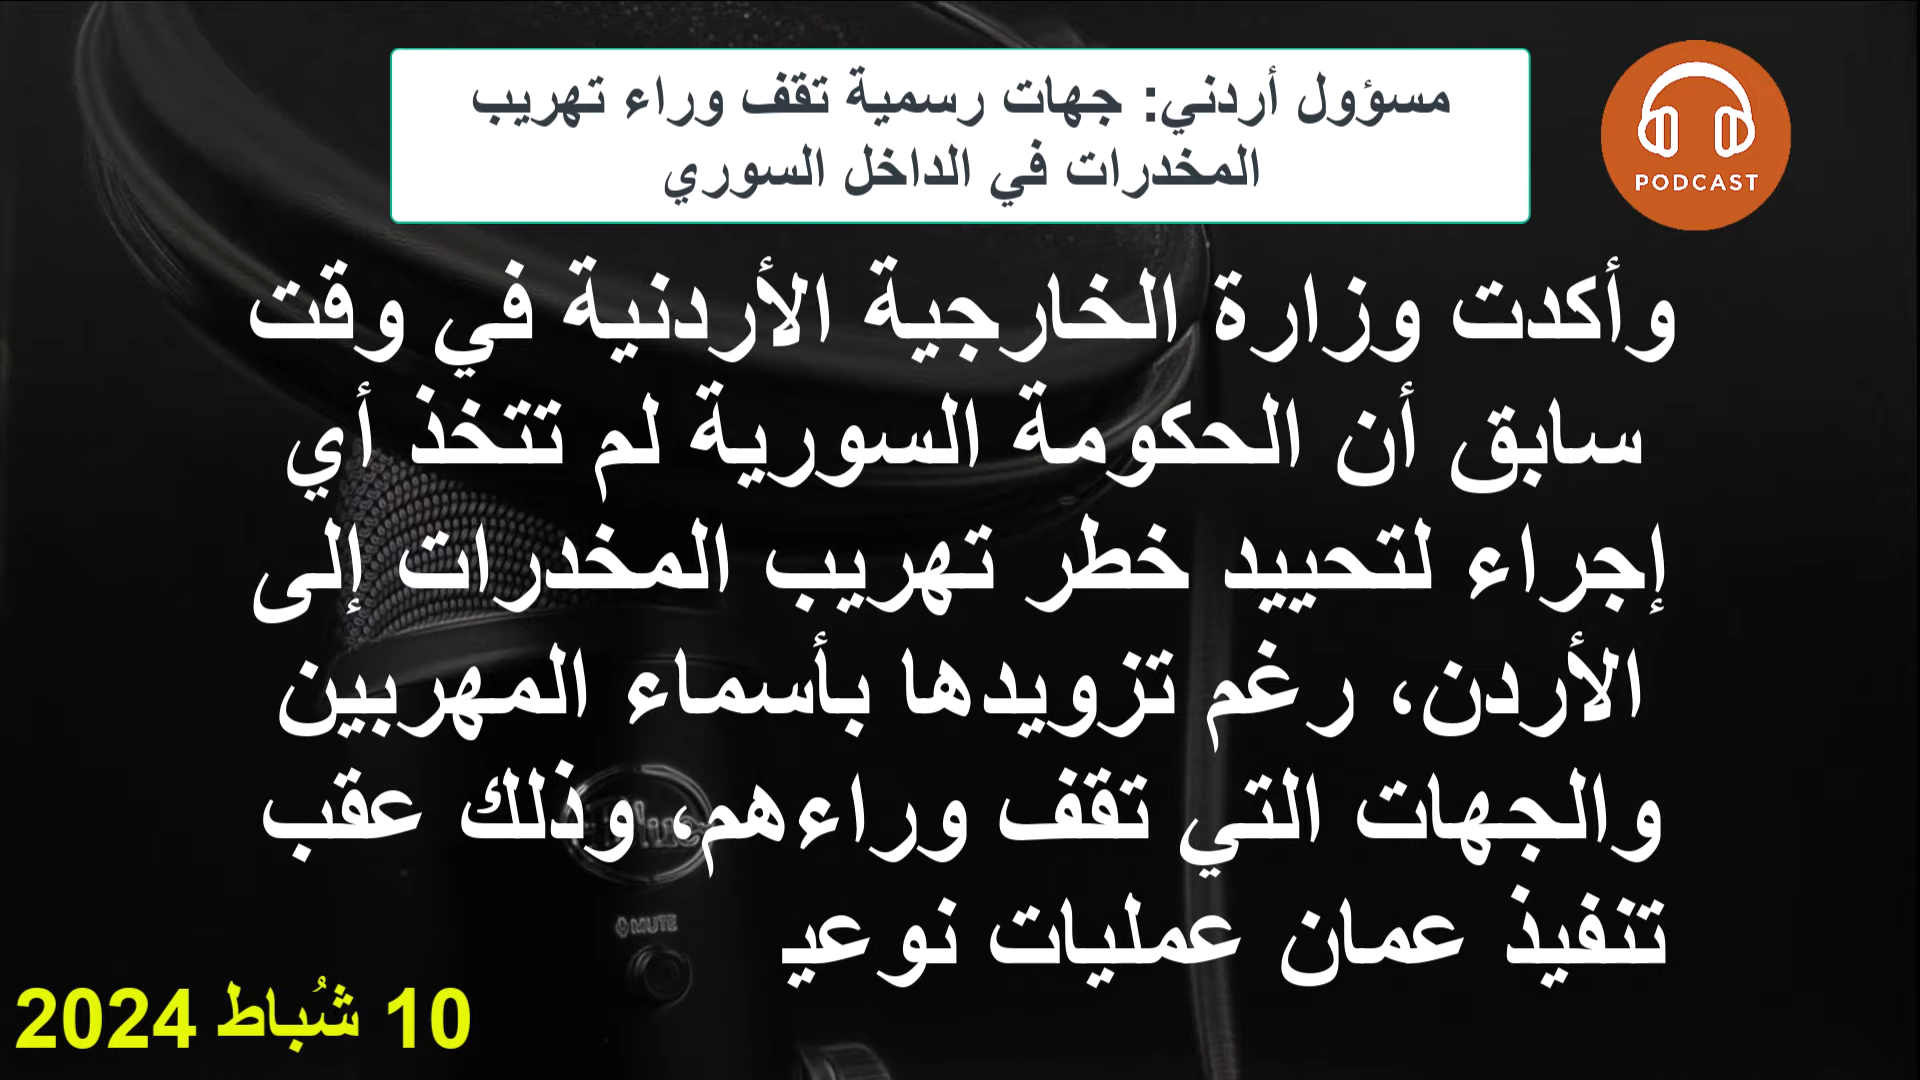 مسؤول أردني: جهات رسمية تقف وراء تهريب
المخدرات في الداخل السوري
PODCAST
وأكدت وزارة الخارجية الأردنية في وقت
سابق أن الحكومة السورية لم تتخذ أي
إجراء لتحييد خطر تهريب المخدرات إلى
الأردن، رغم تزويدها بأسماء المهربين
والجهات التي تقف وراءهم، وذلك عقب
تنفيذ عمان عمليات نوعيـ
MUTE
10 شُباط 2024